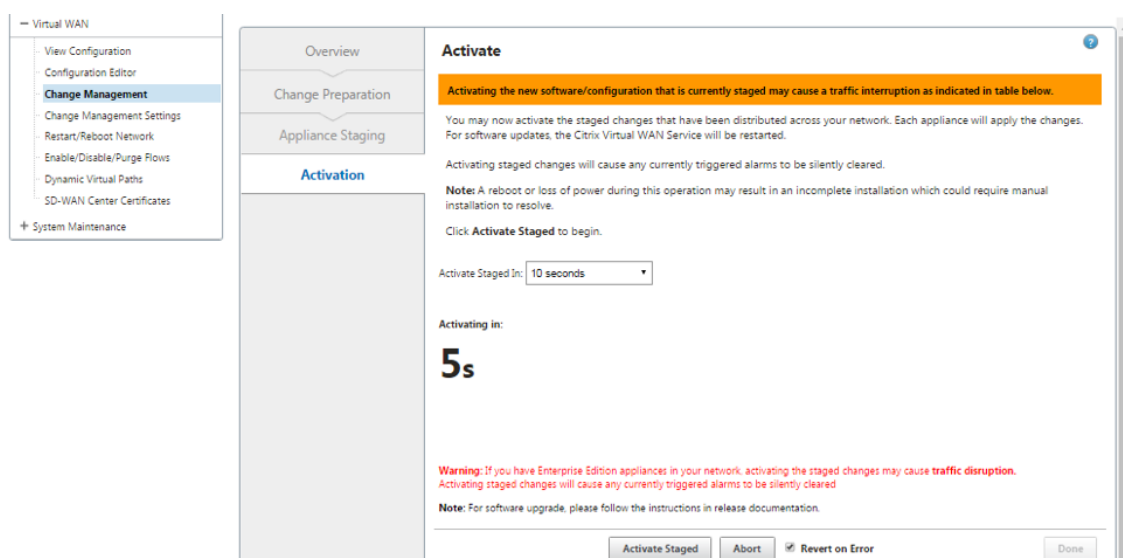 Virtual WAN
View Configuration
Configuration Editor
Change Management
Change Management Settings
Restart/Reboot Network
Enable/Disable/Purge Flows
Dynamic Virtual Paths
SD-WAN Center Certificates
System Maintenance
Overview
Change Preparation
Appliance Staging
Activation
Activate
?
Activating the new software/configuration that is currently staged may cause a traffic interruption as indicated in table below.
You may now activate the staged changes that have been distributed across your network. Each appliance will apply the changes.
For software updates, the Citrix Virtual WAN Service will be restarted.
Activating staged changes will cause any currently triggered alarms to be silently cleared.
Note: A reboot or loss of power during this operation may result in an incomplete installation which could require manual
installation to resolve.
Click Activate Staged to begin.
Activate Staged In: 10 seconds
Activating in:
5s
Warning: If you have Enterprise Edition appliances in your network, activating the staged changes may cause traffic disruption.
Activating staged changes will cause any currently triggered alarms to be silently cleared
Note: For software upgrade, please follow the instructions in release documentation.
Activate Staged Abort Revert on Error Done